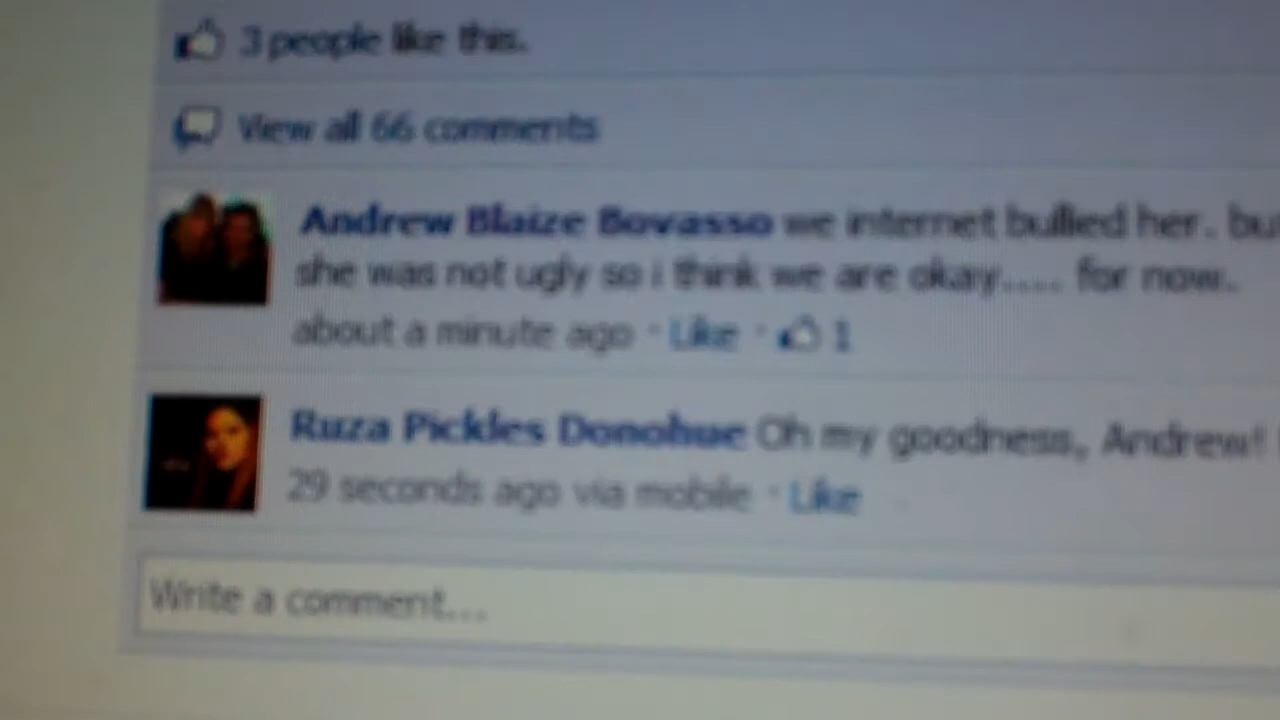 3 people like this.
View all 66 comments
Andrew Blaize Bovasso we internet bullied her. bu
she was not ugly so i think we are okay..... for now.
about a minute ago · Like · 1
Ruza Pickles Donohue Oh my goodness, Andrew!
29 seconds ago via mobile · Like
Write a comment...